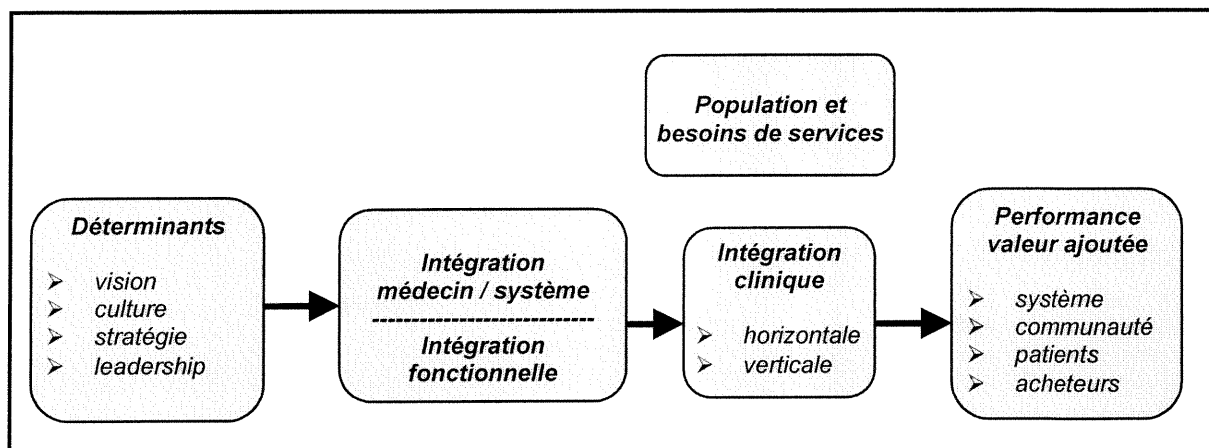 Population et
besoins de services
Déterminants
➢ vision
➢ culture
➢ stratégie
➢ leadership
Intégration
médecin / système
----------------------------
Intégration
fonctionnelle
Intégration
clinique
➢ horizontale
➢ verticale
Performance
valeur ajoutée
➢ système
➢ communauté
➢ patients
➢ acheteurs